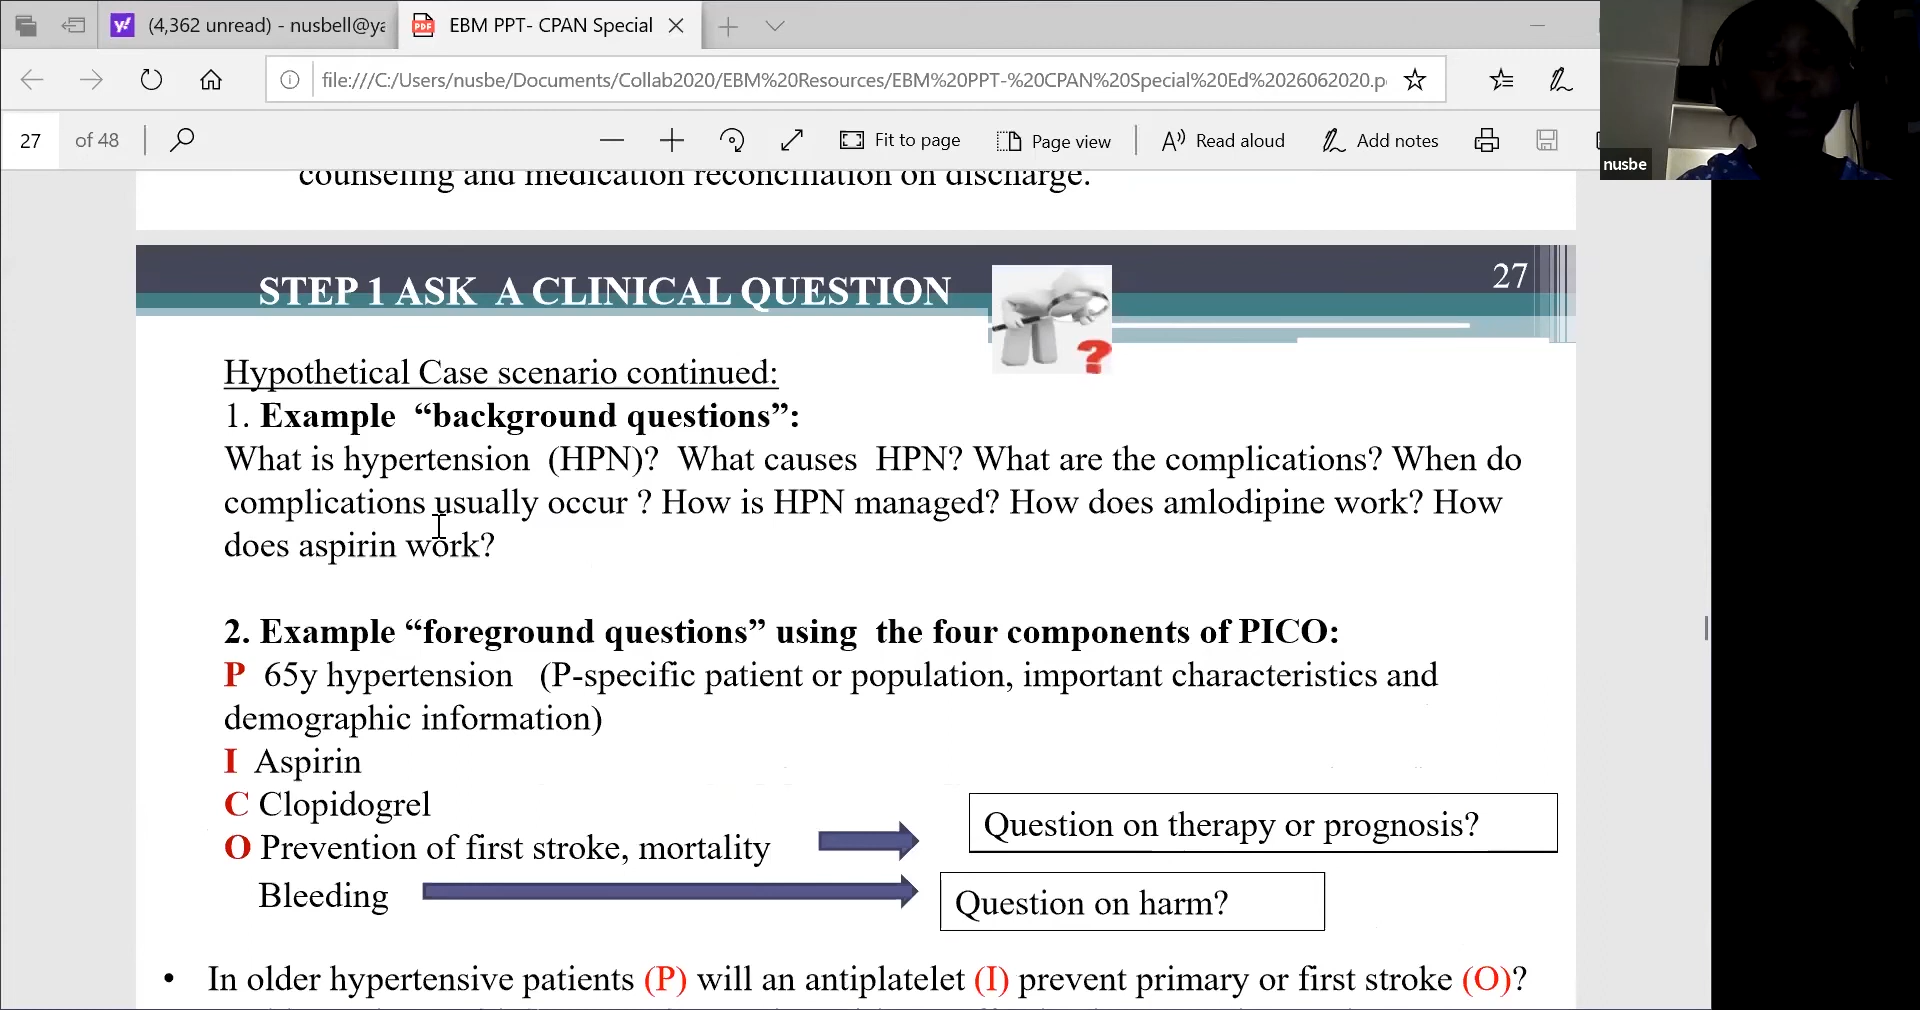 (4,362 unread) - nusbell@ya
EBM PPT- CPAN Special
file:///C:/Users/nusbe/Documents/Collab2020/EBM%20Resources/EBM%20PPT-%20CPAN%20Special%20Ed%2026062020.p
27 of 48
Fit to page
Page view
Read aloud
Add notes
nusbe
counseling and medication reconciliation on discharge.
STEP 1 ASK A CLINICAL QUESTION
27
?
Hypothetical Case scenario continued:
1. Example “background questions”:
What is hypertension (HPN)? What causes HPN? What are the complications? When do
complications usually occur ? How is HPN managed? How does amlodipine work? How
does aspirin work?
2. Example “foreground questions” using the four components of PICO:
P 65y hypertension (P-specific patient or population, important characteristics and
demographic information)
I Aspirin
C Clopidogrel
O Prevention of first stroke, mortality
Question on therapy or prognosis?
Bleeding
Question on harm?
• In older hypertensive patients (P) will an antiplatelet (I) prevent primary or first stroke (O)?